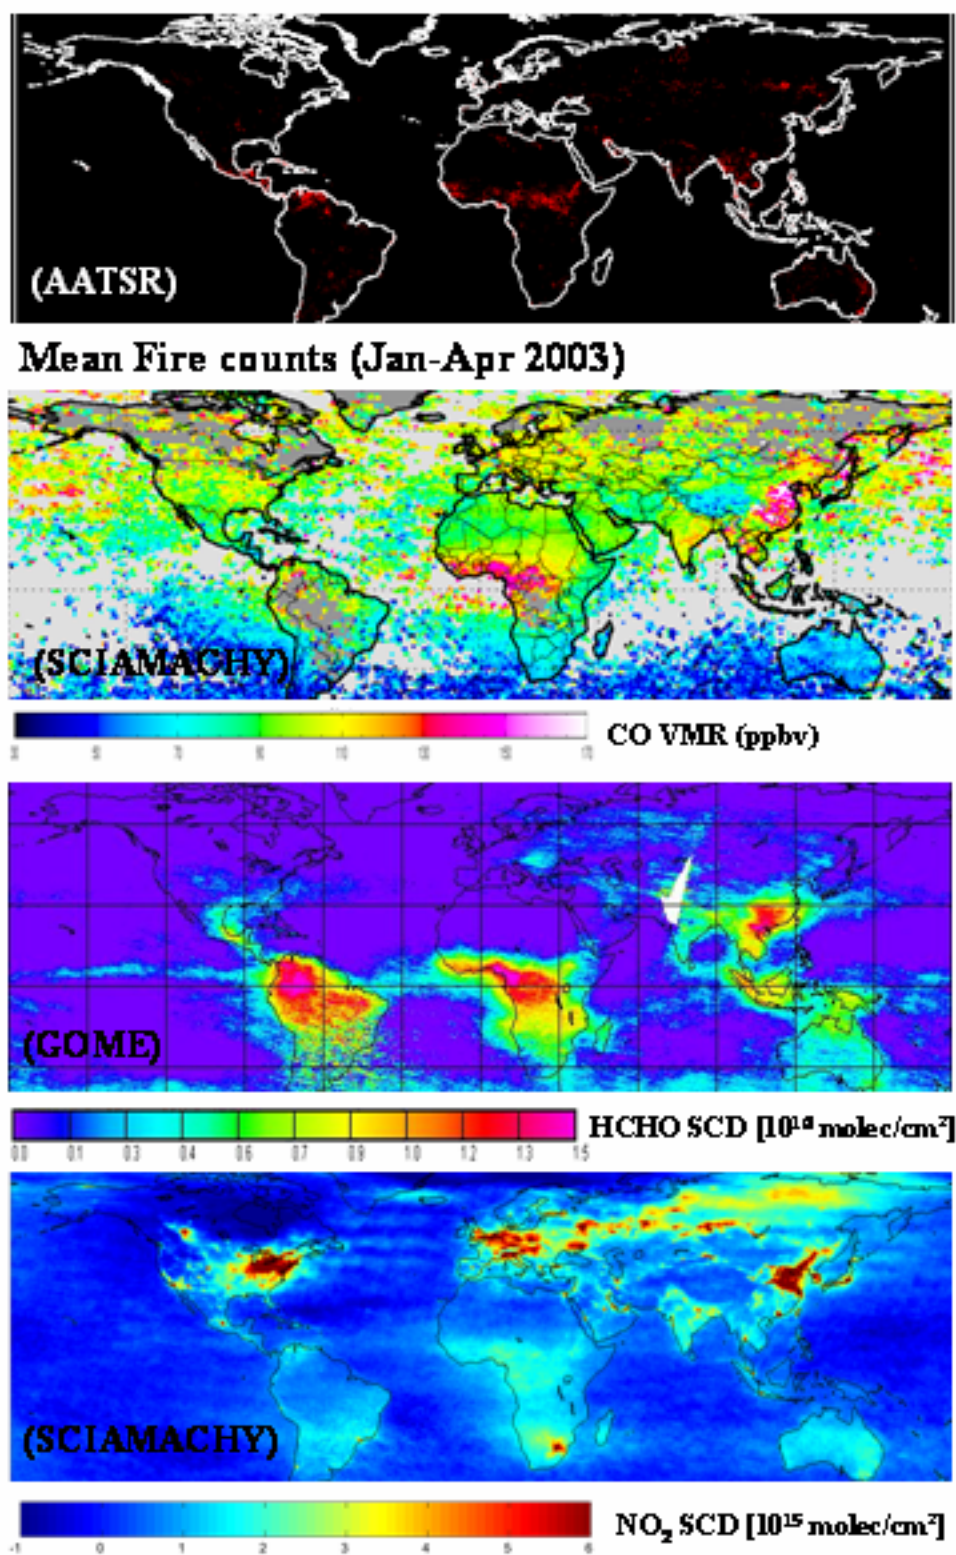 (AATSR)
Mean Fire counts (Jan-Apr 2003)
(SCIAMACHY)
CO VMR (ppbv)
(GOME)
HCHO SCD [10¹⁶ molec/cm²]
0.0 0.1 0.3 0.4 0.6 0.7 0.9 1.0 1.2 1.3 1.5
(SCIAMACHY)
NO₂ SCD [10¹⁵ molec/cm²]
-1 0 1 2 3 4 5 6